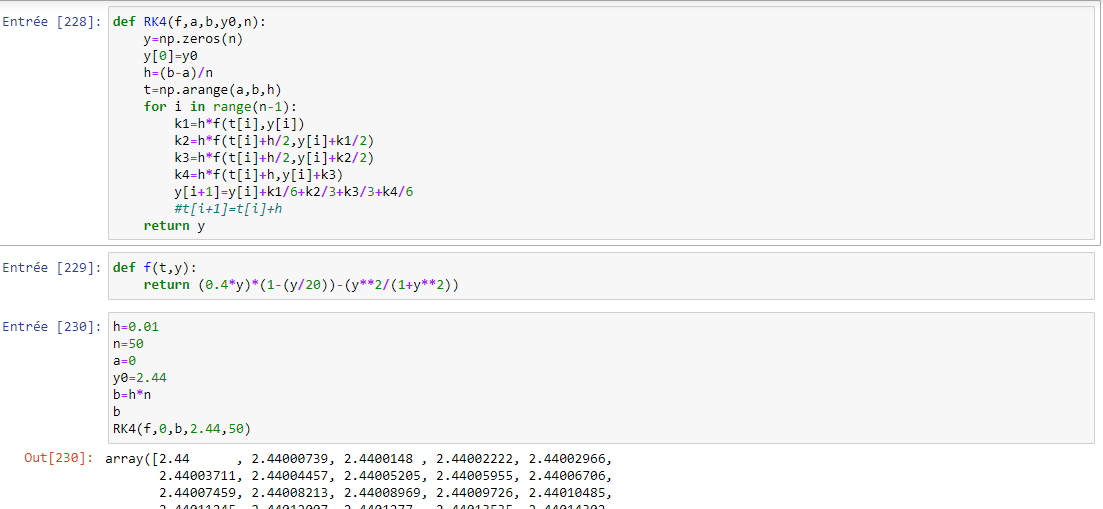 Entrée [228]: def RK4(f,a,b,y0,n):
    y=np.zeros(n)
    y[0]=y0
    h=(b-a)/n
    t=np.arange(a,b,h)
    for i in range(n-1):
        k1=h*f(t[i],y[i])
        k2=h*f(t[i]+h/2,y[i]+k1/2)
        k3=h*f(t[i]+h/2,y[i]+k2/2)
        k4=h*f(t[i]+h,y[i]+k3)
        y[i+1]=y[i]+k1/6+k2/3+k3/3+k4/6
        #t[i+1]=t[i]+h
    return y
Entrée [229]: def f(t,y):
    return (0.4*y)*(1-(y/20))-(y**2/(1+y**2))
Entrée [230]: h=0.01
n=50
a=0
y0=2.44
b=h*n
b
RK4(f,0,b,2.44,50)
Out[230]: array([2.44      , 2.44000739, 2.4400148 , 2.44002222, 2.44002966,
       2.44003711, 2.44004457, 2.44005205, 2.44005955, 2.44006706,
       2.44007459, 2.44008213, 2.44008969, 2.44009726, 2.44010485,